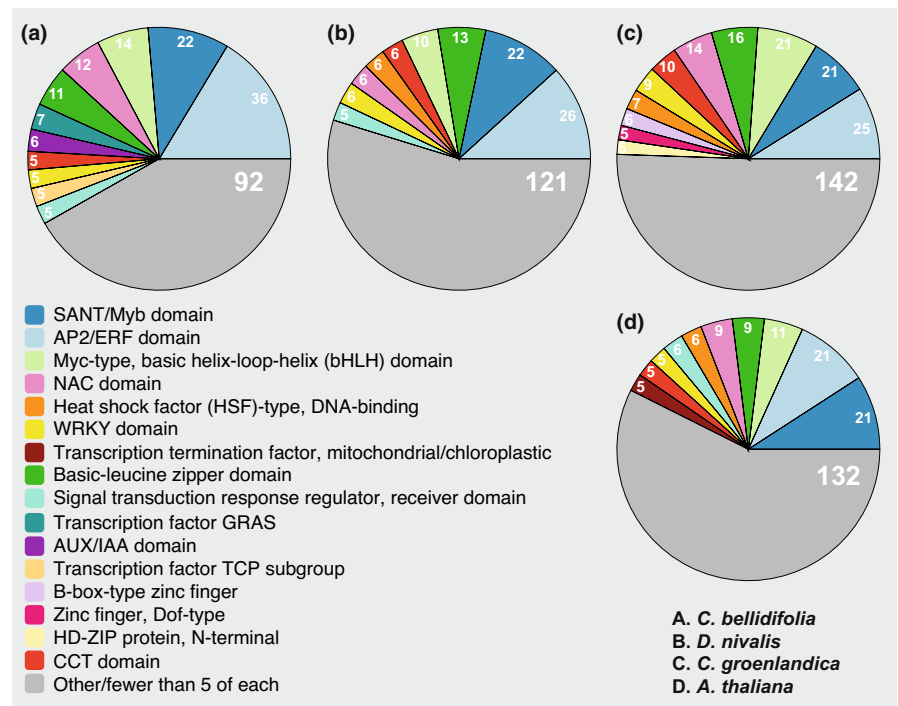 (a)
36
22
14
12
11
7
6
5
5
5
5
92
(b)
26
22
13
10
6
6
6
6
5
121
(c)
25
21
21
16
14
10
9
7
6
5
5
142
SANT/Myb domain
AP2/ERF domain
Myc-type, basic helix-loop-helix (bHLH) domain
NAC domain
Heat shock factor (HSF)-type, DNA-binding
WRKY domain
Transcription termination factor, mitochondrial/chloroplastic
Basic-leucine zipper domain
Signal transduction response regulator, receiver domain
Transcription factor GRAS
AUX/IAA domain
Transcription factor TCP subgroup
B-box-type zinc finger
Zinc finger, Dof-type
HD-ZIP protein, N-terminal
CCT domain
Other/fewer than 5 of each
(d)
21
21
11
9
9
6
6
5
5
5
132
A. C. bellidifolia
B. D. nivalis
C. C. groenlandica
D. A. thaliana